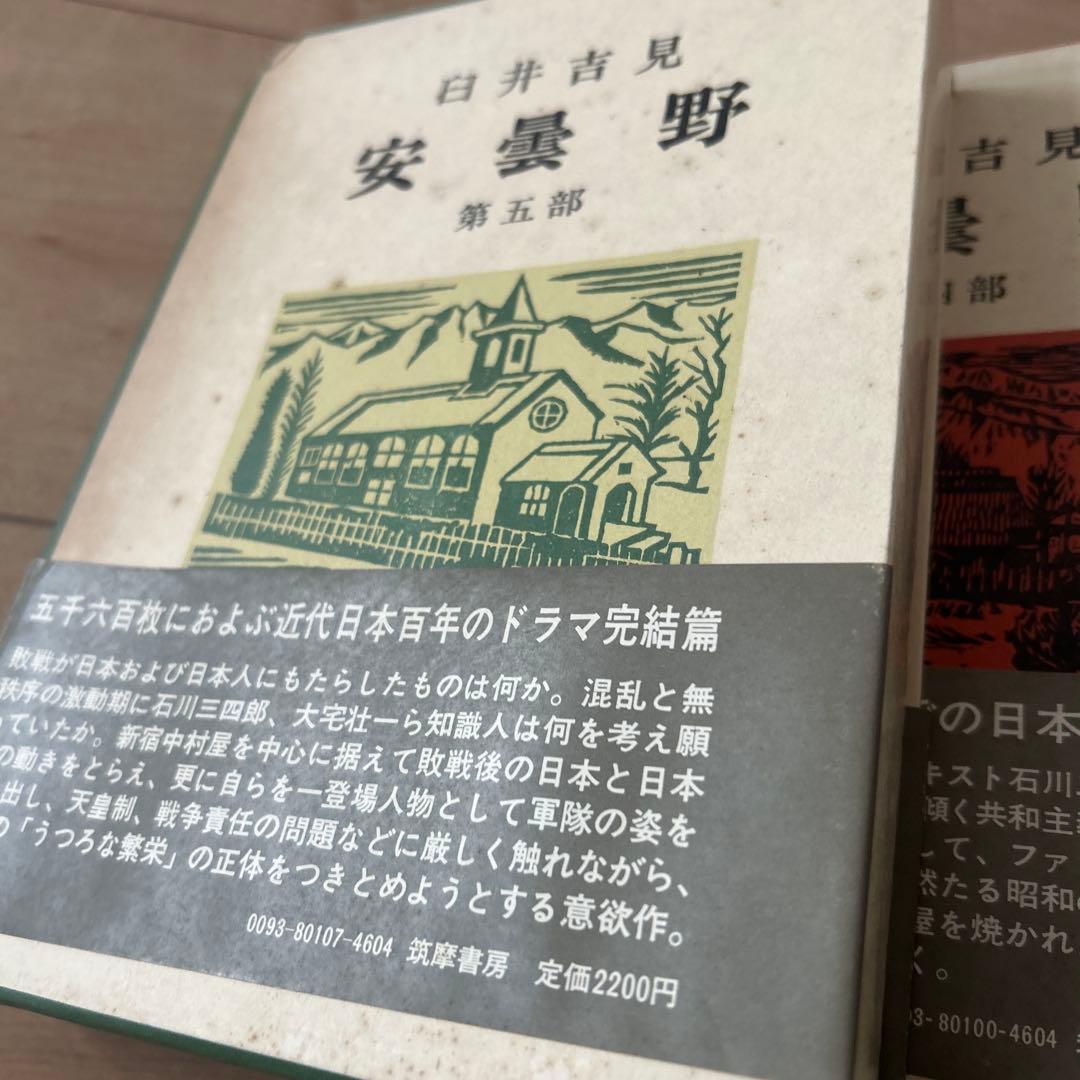 臼井吉見
安曇野
第五部
五千六百枚におよぶ近代日本百年のドラマ完結篇
敗戦が日本および日本人にもたらしたものは何か。混乱と無
秩序の激動期に石川三四郎、大宅壮一ら知識人は何を考え願
っていたか。新宿中村屋を中心に据えて敗戦後の日本と日本
の動きをとらえ、更に自らを一登場人物として軍隊の姿を
出し、天皇制、戦争責任の問題などに厳しく触れながら、
の「うつろな繁栄」の正体をつきとめようとする意欲作。
0093-80107-4604 筑摩書房 定価2200円
吉見
曇
部
の日本
キスト石川
傾く共和主
して、ファ
然たる昭和
屋を焼かれ
く。
3-80100-4604